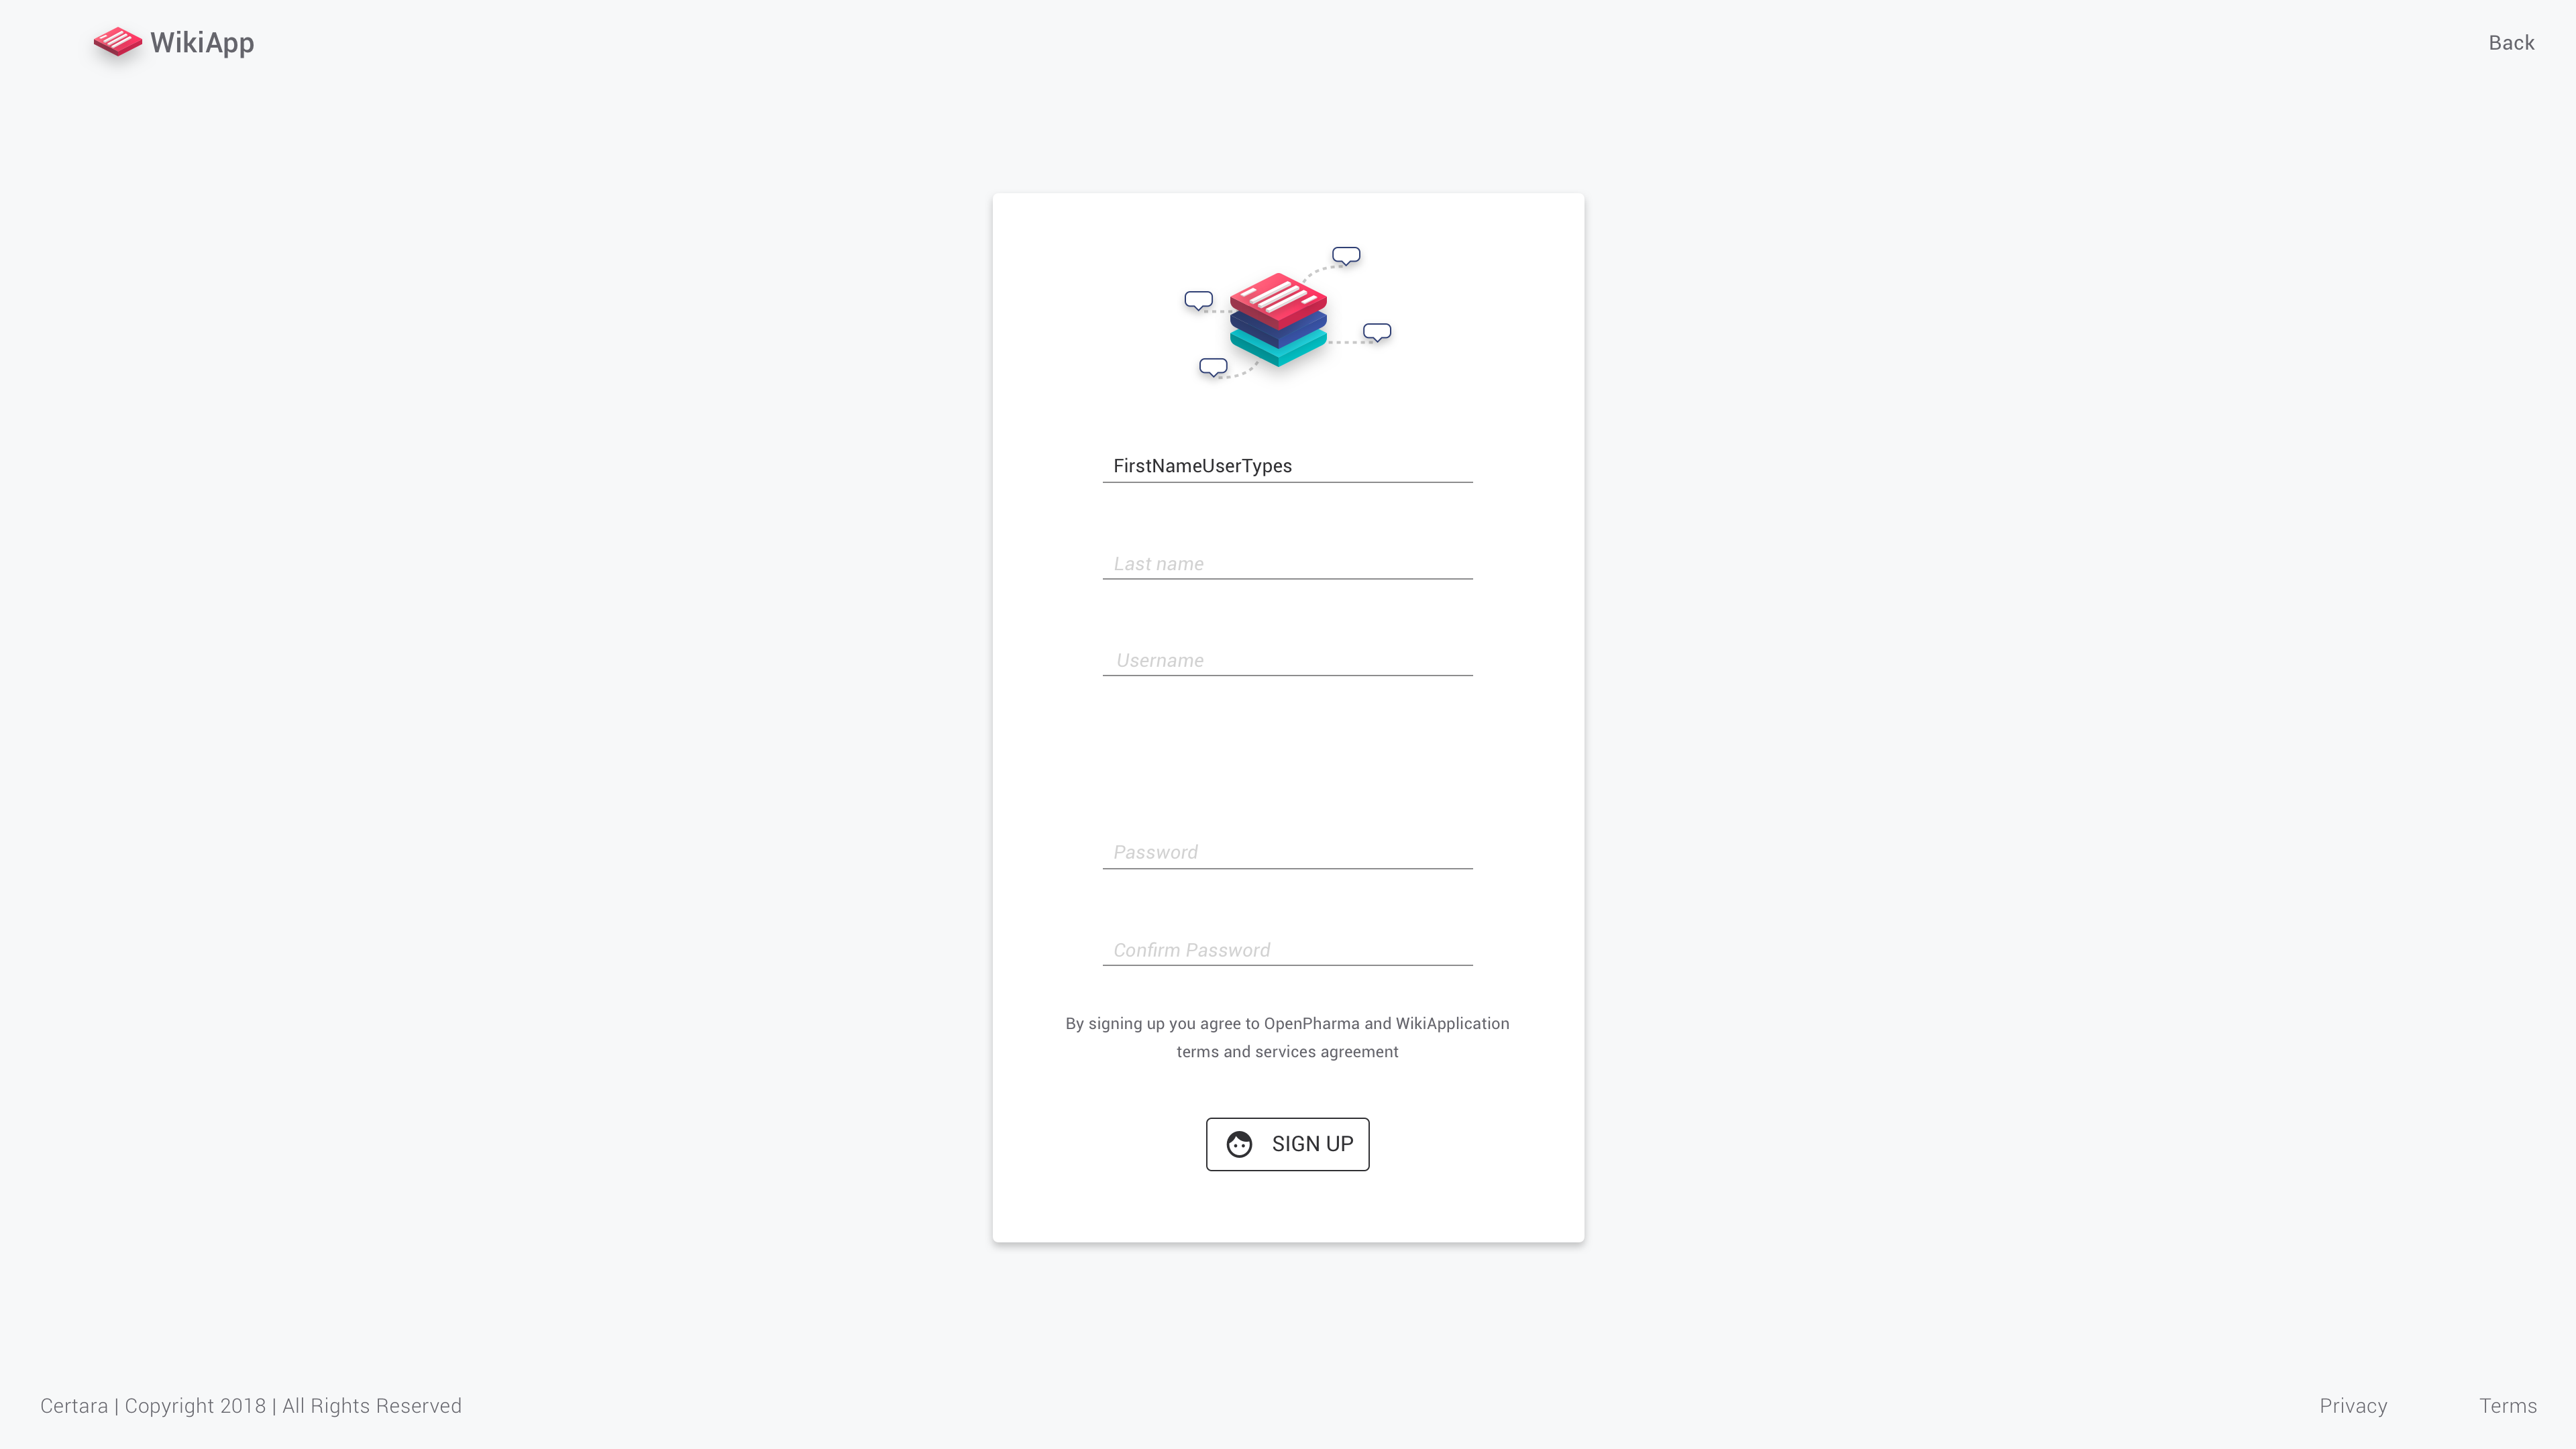 WikiApp
Back
FirstNameUserTypes
Last name
Username
Password
Confirm Password
By signing up you agree to OpenPharma and WikiApplication
terms and services agreement
SIGN UP
Certara | Copyright 2018 | All Rights Reserved
Privacy
Terms